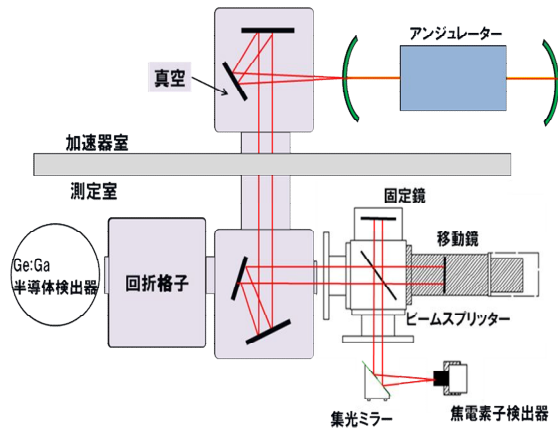 アンジュレーター
真空
加速器室
測定室
固定鏡
移動鏡
Ge:Ga
半導体検出器
回折格子
ビームスプリッター
集光ミラー
焦電素子検出器